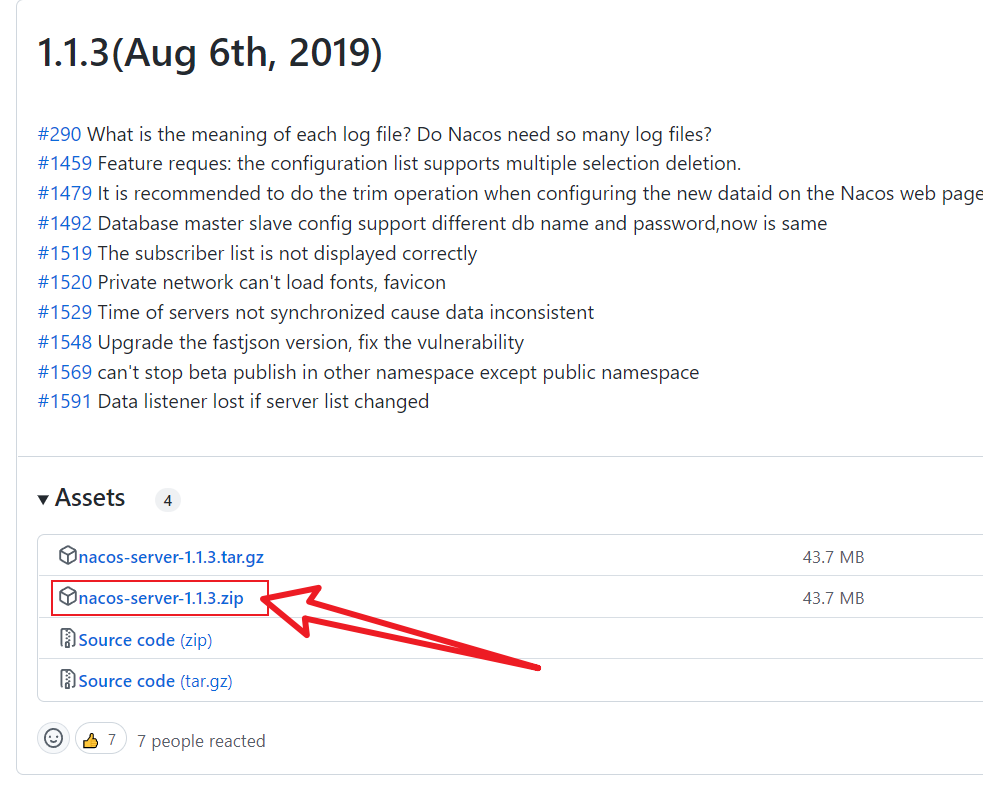 1.1.3(Aug 6th, 2019)
#290 What is the meaning of each log file? Do Nacos need so many log files?
#1459 Feature reques: the configuration list supports multiple selection deletion.
#1479 It is recommended to do the trim operation when configuring the new dataid on the Nacos web page
#1492 Database master slave config support different db name and password,now is same
#1519 The subscriber list is not displayed correctly
#1520 Private network can't load fonts, favicon
#1529 Time of servers not synchronized cause data inconsistent
#1548 Upgrade the fastjson version, fix the vulnerability
#1569 can't stop beta publish in other namespace except public namespace
#1591 Data listener lost if server list changed
Assets 4
nacos-server-1.1.3.tar.gz 43.7 MB
nacos-server-1.1.3.zip 43.7 MB
Source code (zip)
Source code (tar.gz)
7 7 people reacted